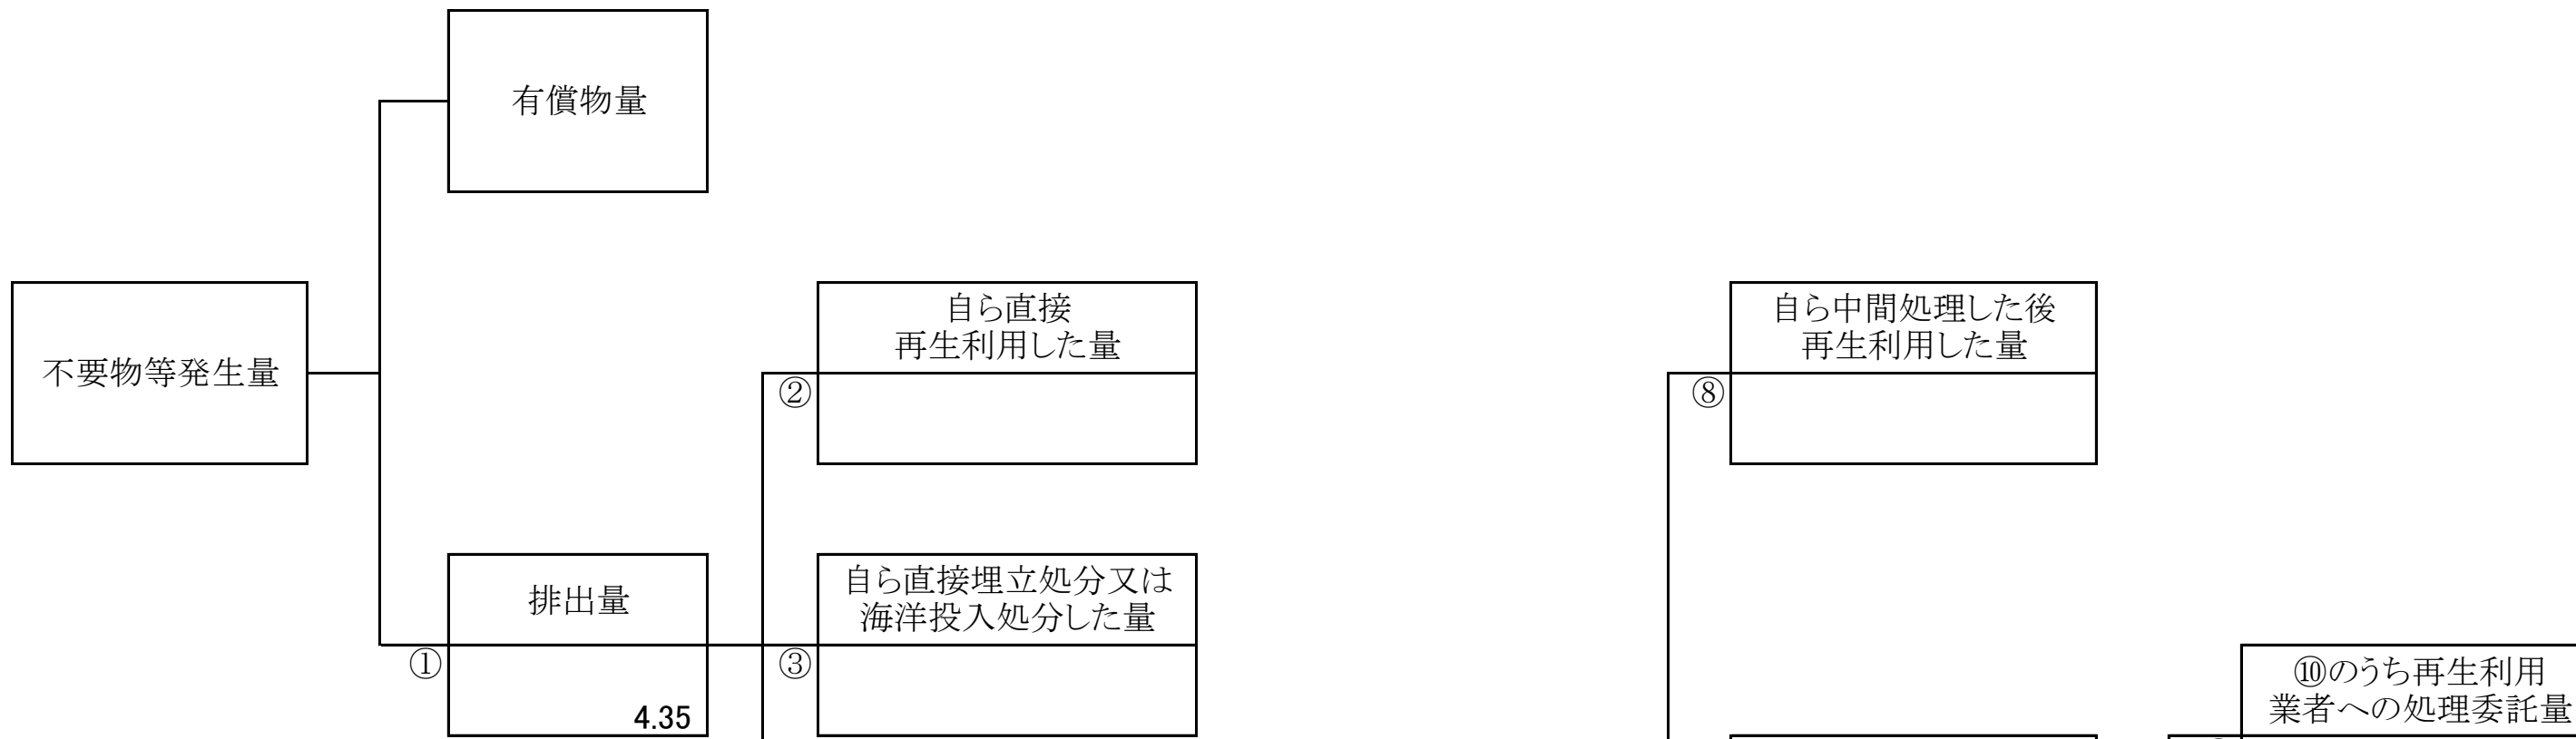 有償物量
不要物等発生量
自ら直接
再生利用した量
②
自ら中間処理した後
再生利用した量
⑧
排出量
①
4.35
自ら直接埋立処分又は
海洋投入処分した量
③
⑩のうち再生利用
業者への処理委託量